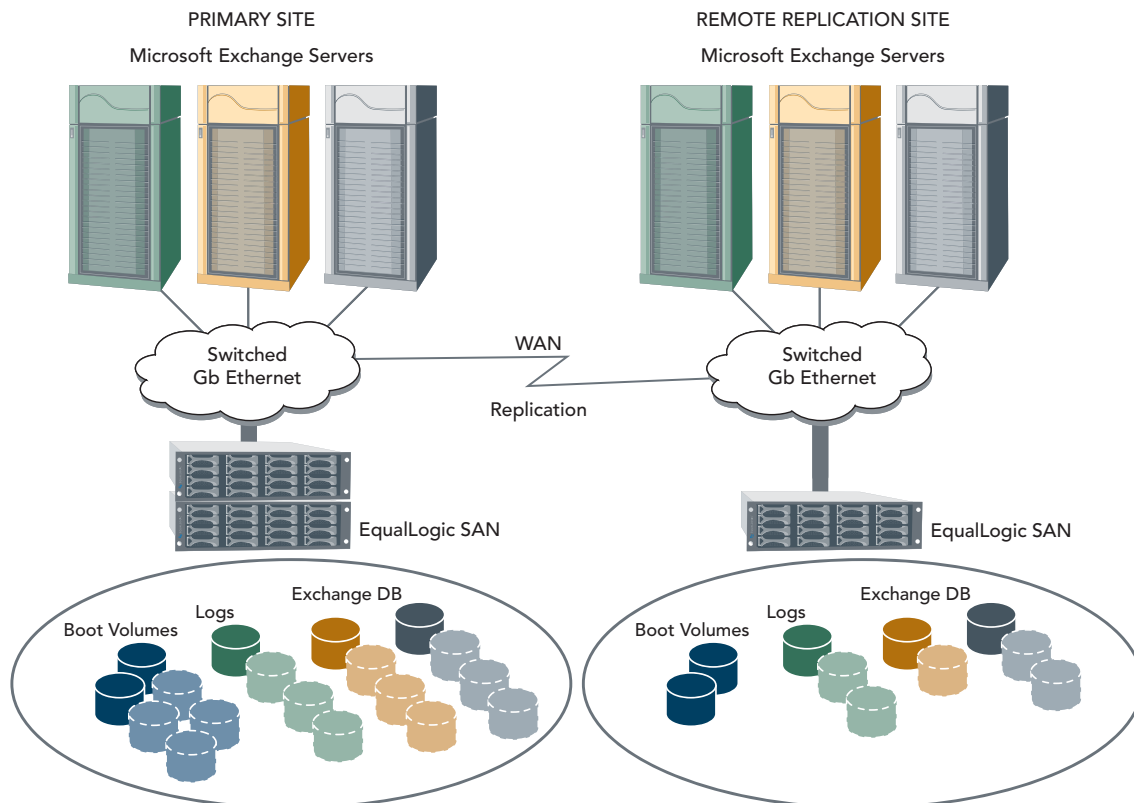 PRIMARY SITE
Microsoft Exchange Servers
REMOTE REPLICATION SITE
Microsoft Exchange Servers
Switched
Gb Ethernet
WAN
Replication
Switched
Gb Ethernet
EqualLogic SAN
EqualLogic SAN
Boot Volumes
Logs
Exchange DB
Boot Volumes
Logs
Exchange DB